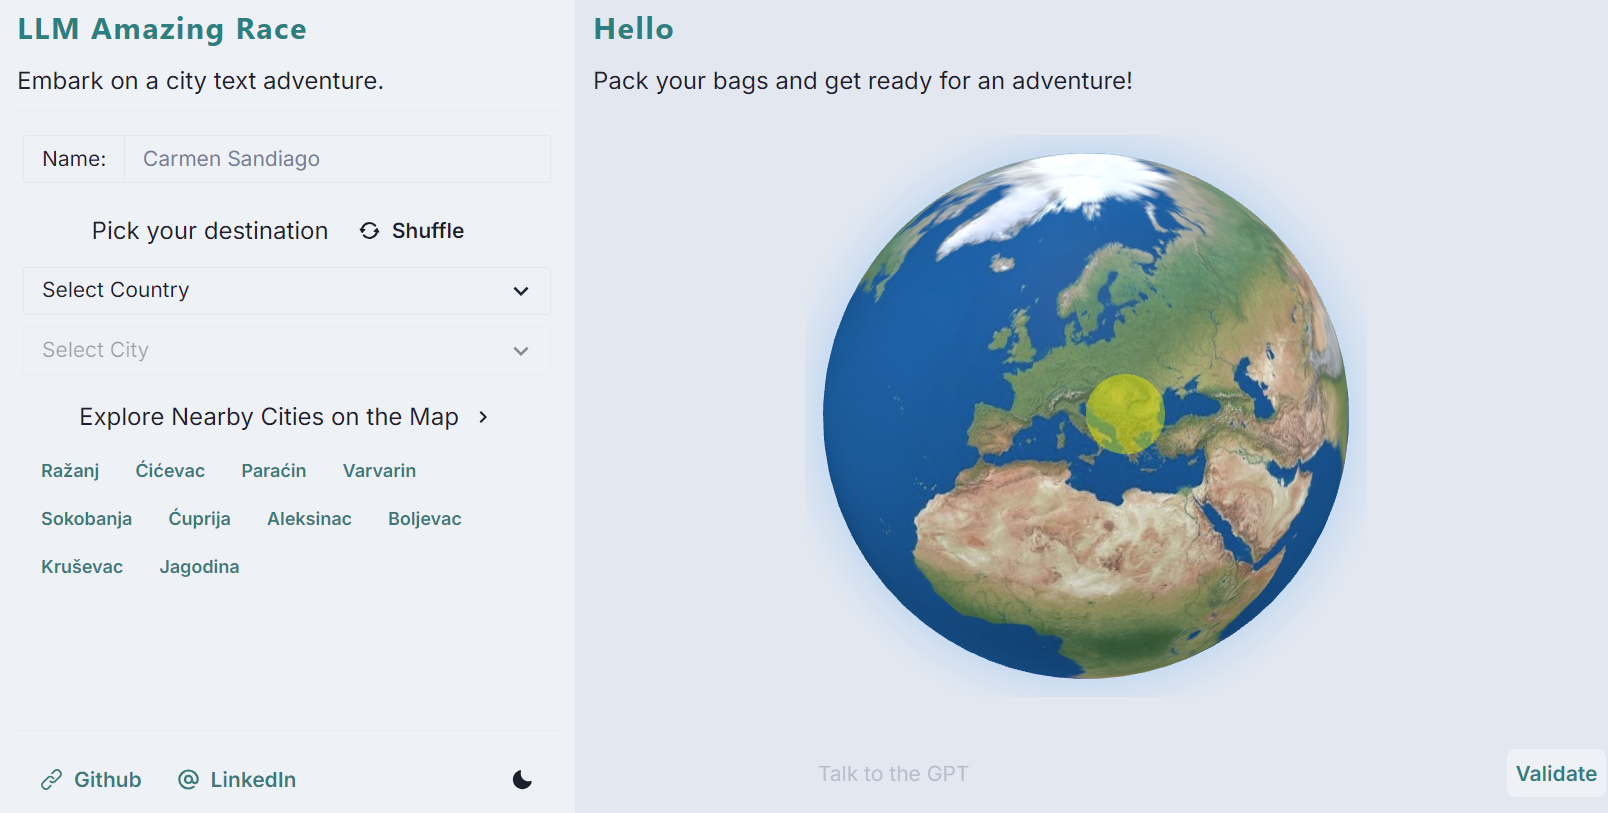 LLM Amazing Race
Embark on a city text adventure.
Name: Carmen Sandiago
Pick your destination Shuffle
Select Country
Select City
Explore Nearby Cities on the Map
Ražanj Ćićevac Paraćin Varvarin
Sokobanja Ćuprija Aleksinac Boljevac
Kruševac Jagodina
Github LinkedIn
Hello
Pack your bags and get ready for an adventure!
Talk to the GPT
Validate